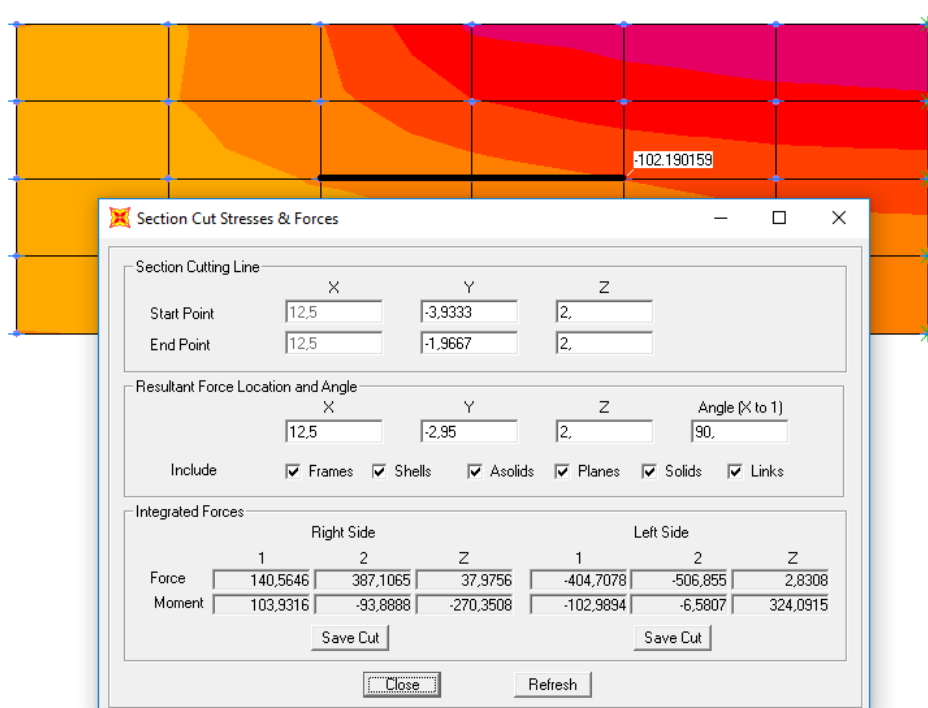 -102.190159
Section Cut Stresses & Forces
Section Cutting Line
X Y Z
Start Point 12,5 -3,9333 2,
End Point 12,5 -1,9667 2,
Resultant Force Location and Angle
X Y Z Angle (X to 1)
12,5 -2,95 2, 90,
Include Frames Shells Asolids Planes Solids Links
Integrated Forces
Right Side Left Side
1 2 Z 1 2 Z
Force 140,5646 387,1065 37,9756 -404,7078 -506,855 2,8308
Moment 103,9316 -93,8888 -270,3508 -102,9894 -6,5807 324,0915
Save Cut Save Cut
Close Refresh